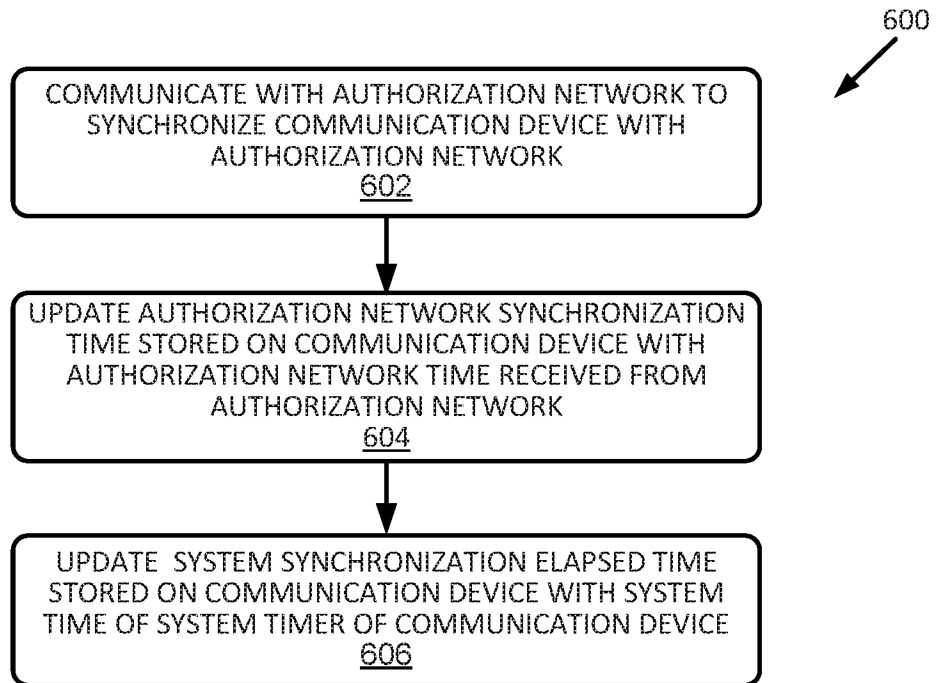 600
COMMUNICATE WITH AUTHORIZATION NETWORK TO
SYNCHRONIZE COMMUNICATION DEVICE WITH
AUTHORIZATION NETWORK
602
UPDATE AUTHORIZATION NETWORK SYNCHRONIZATION
TIME STORED ON COMMUNICATION DEVICE WITH
AUTHORIZATION NETWORK TIME RECEIVED FROM
AUTHORIZATION NETWORK
604
UPDATE SYSTEM SYNCHRONIZATION ELAPSED TIME
STORED ON COMMUNICATION DEVICE WITH SYSTEM
TIME OF SYSTEM TIMER OF COMMUNICATION DEVICE
606